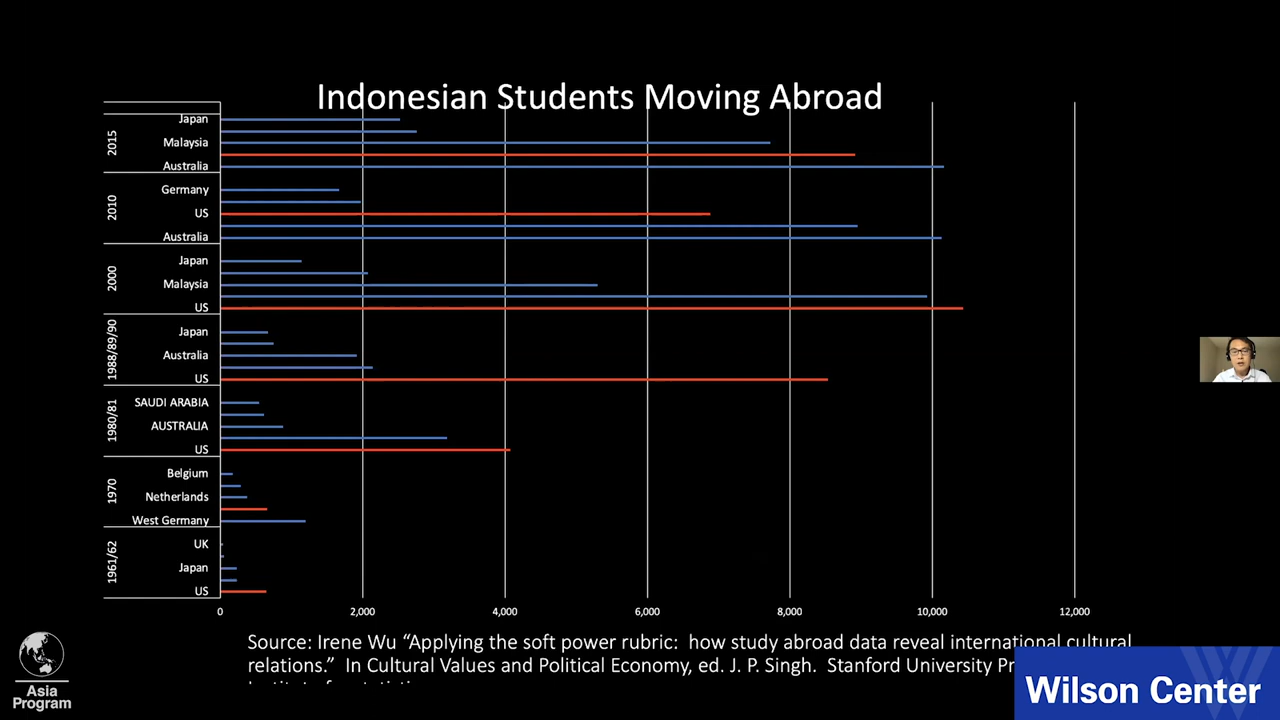 Indonesian Students Moving Abroad
2015
Japan
Malaysia
Australia
2010
Germany
US
Australia
2000
Japan
Malaysia
US
1988/89/90
Japan
Australia
US
1980/81
SAUDI ARABIA
AUSTRALIA
US
1970
Belgium
Netherlands
West Germany
1961/62
UK
Japan
US
0 2,000 4,000 6,000 8,000 10,000 12,000
Source: Irene Wu “Applying the soft power rubric: how study abroad data reveal international cultural
relations.” In Cultural Values and Political Economy, ed. J. P. Singh. Stanford University
Asia
Program
Wilson Center